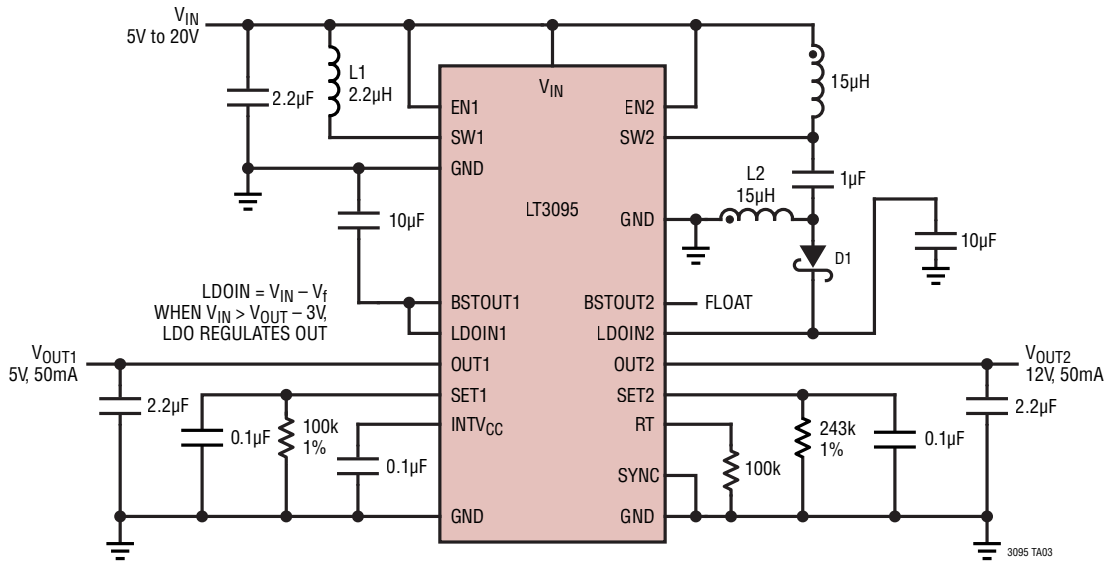 VIN
5V to 20V
2.2µF
L1
2.2µH
VIN
EN1
EN2
15µH
SW1
SW2
GND
L2
15µH
1µF
10µF
LT3095
GND
10µF
D1
LDOIN = VIN – Vf
WHEN VIN > VOUT – 3V,
LDO REGULATES OUT
BSTOUT1
BSTOUT2
FLOAT
LDOIN1
LDOIN2
VOUT1
5V, 50mA
OUT1
OUT2
VOUT2
12V, 50mA
2.2µF
SET1
SET2
2.2µF
0.1µF
100k
1%
INTVCC
RT
243k
1%
0.1µF
0.1µF
100k
SYNC
GND
GND
3095 TA03